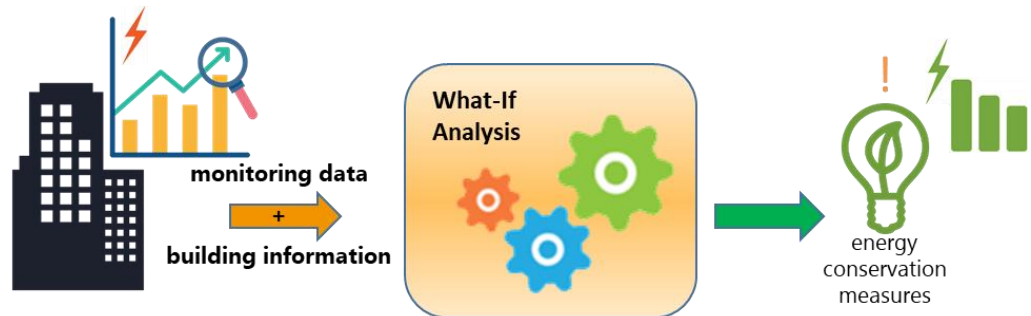 monitoring data
+
building information
What-If
Analysis
!
energy
conservation
measures